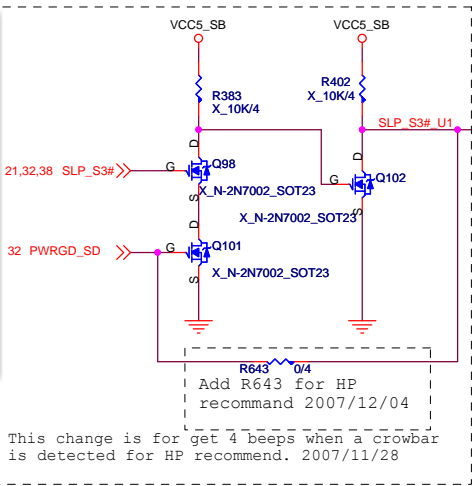 VCC5_SB VCC5_SB
R383
X_10K/4
R402
X_10K/4
SLP_S3#_U1
D
21,32,38 SLP_S3#
G
Q98
D
G
Q102
X_N-2N7002_SOT23
S
X_N-2N7002_SOT23
S
D
32 PWRGD_SD
G
Q101
X_N-2N7002_SOT23
S
R643 0/4
Add R643 for HP
recommand 2007/12/04
This change is for get 4 beeps when a crowbar
is detected for HP recommend. 2007/11/28